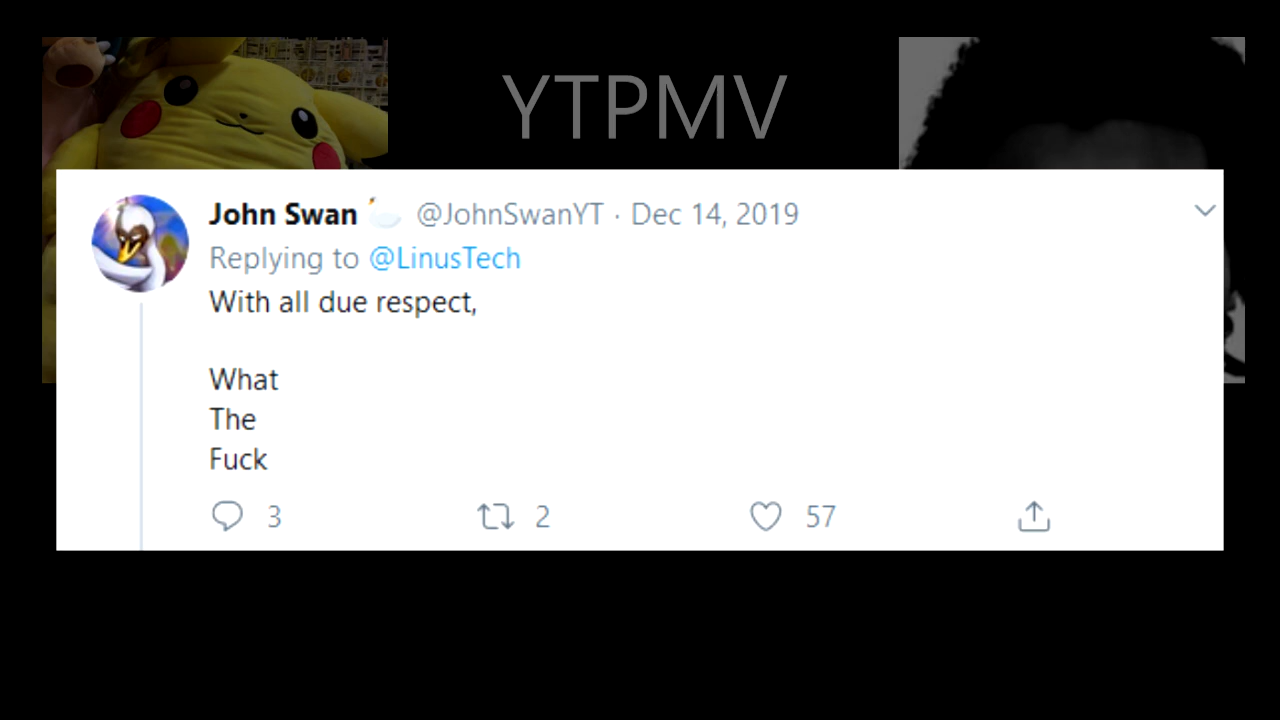 YTPMV
John Swan 🦢 @JohnSwanYT · Dec 14, 2019
Replying to @LinusTech
With all due respect,
What
The
Fuck
3 2 57